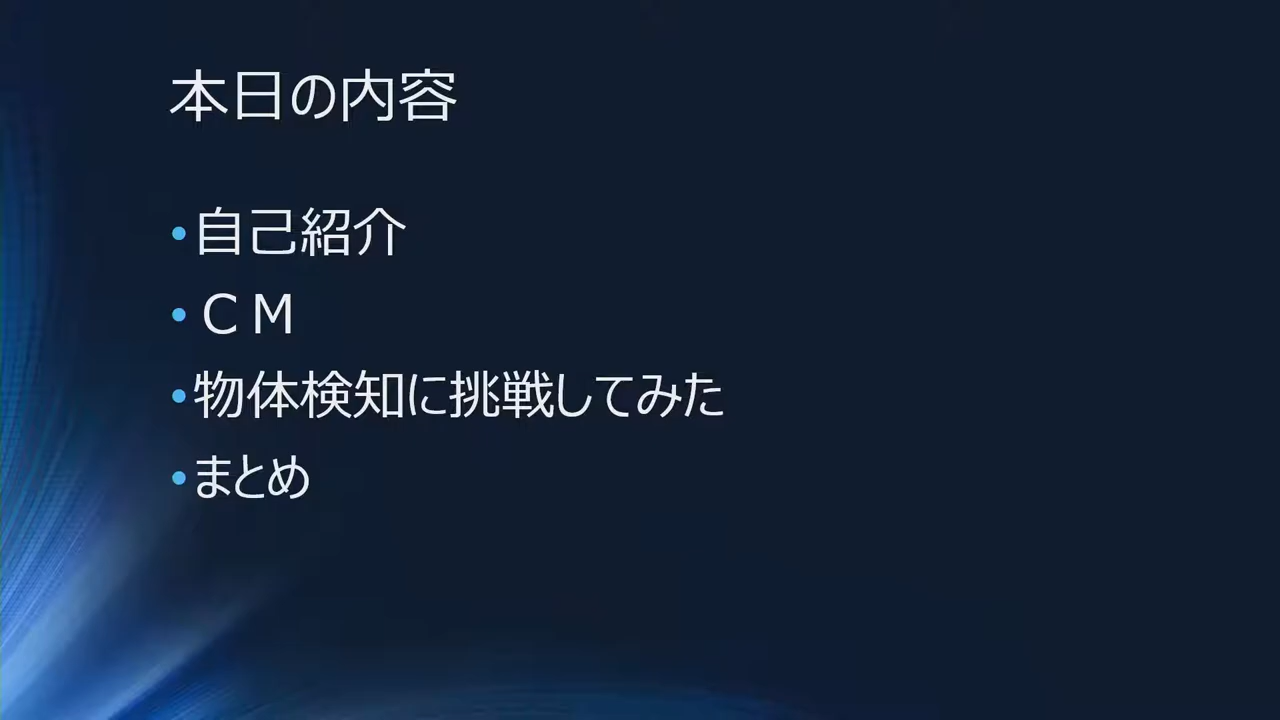 本日の内容
•自己紹介
•ＣＭ
•物体検知に挑戦してみた
•まとめ